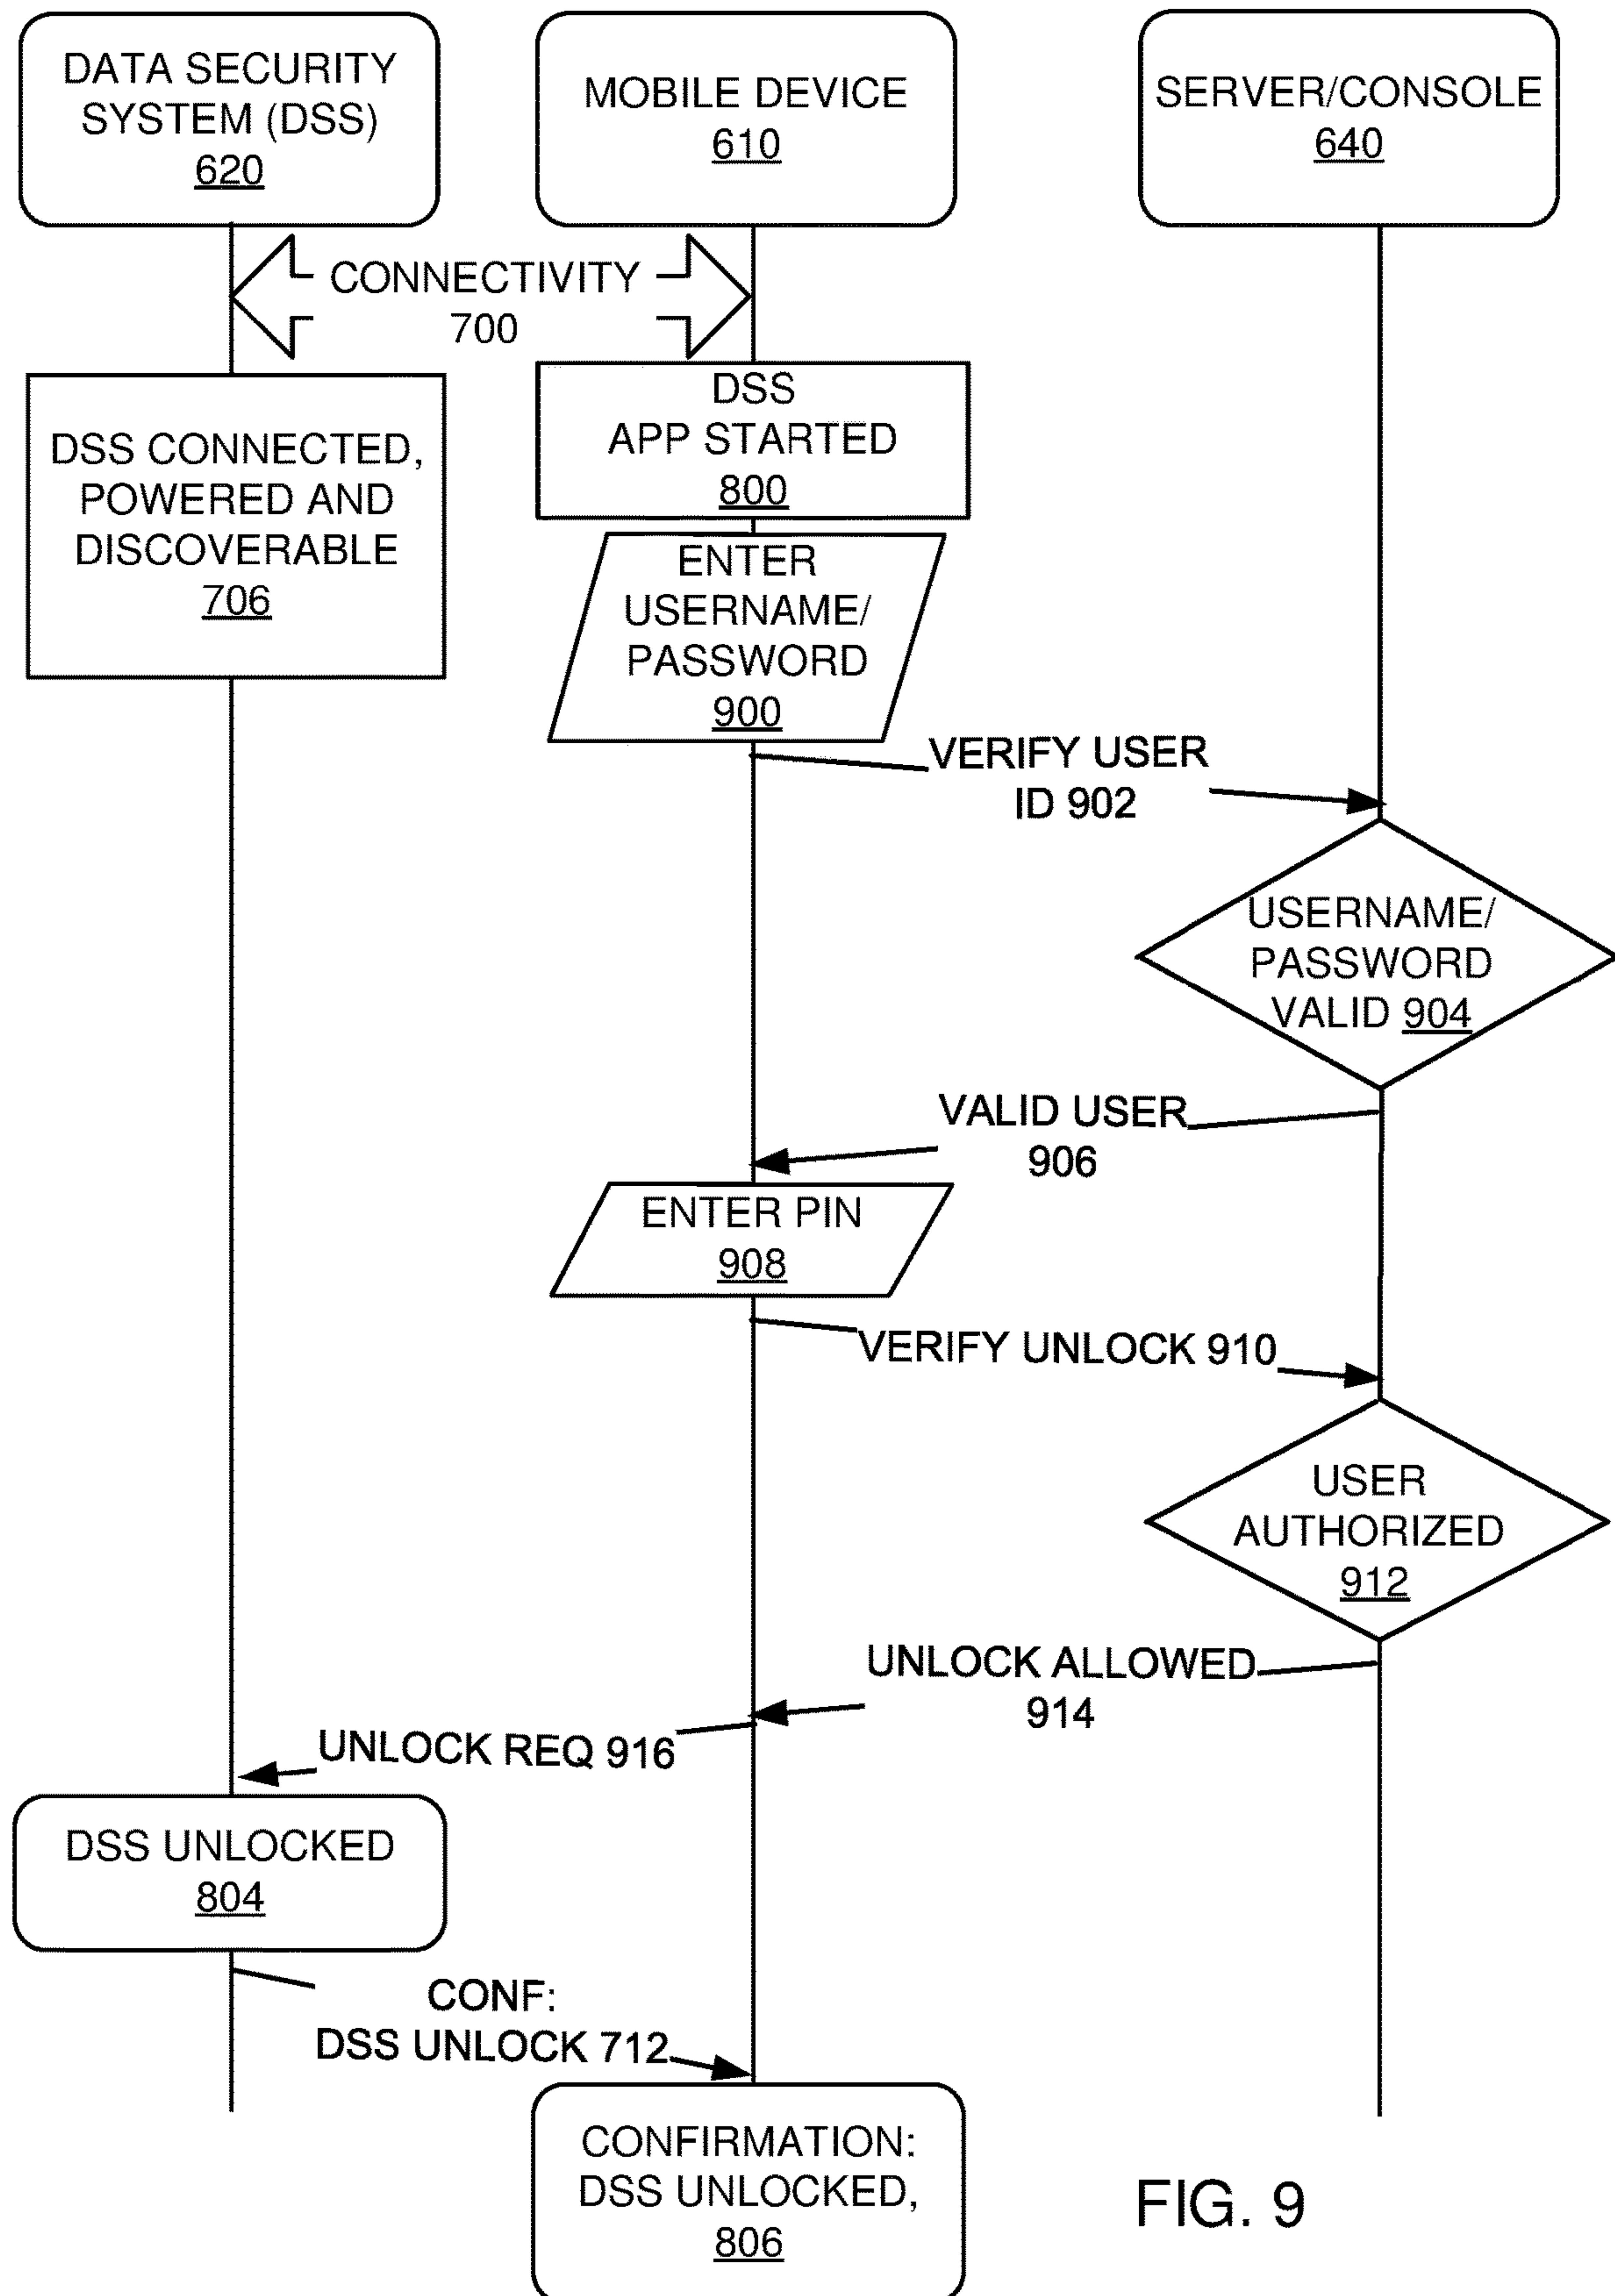 DATA SECURITY
SYSTEM (DSS)
620
MOBILE DEVICE
610
SERVER/CONSOLE
640
CONNECTIVITY
700
DSS CONNECTED,
POWERED AND
DISCOVERABLE
706
DSS
APP STARTED
800
ENTER
USERNAME/
PASSWORD
900
VERIFY USER
ID 902
USERNAME/
PASSWORD
VALID 904
VALID USER
906
ENTER PIN
908
VERIFY UNLOCK 910
USER
AUTHORIZED
912
UNLOCK ALLOWED
914
UNLOCK REQ 916
DSS UNLOCKED
804
CONF:
DSS UNLOCK 712
CONFIRMATION:
DSS UNLOCKED,
806
FIG. 9